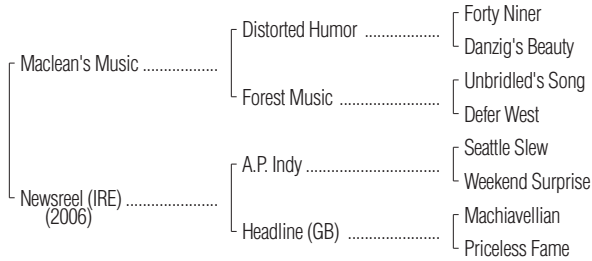 Forty Niner
Distorted Humor ..................
Danzig's Beauty
Maclean's Music ..................
Unbridled's Song
Forest Music ........................
Defer West
Seattle Slew
A.P. Indy ................................
Weekend Surprise
Newsreel (IRE) ......................
(2006)
Machiavellian
Headline (GB) ......................
Priceless Fame